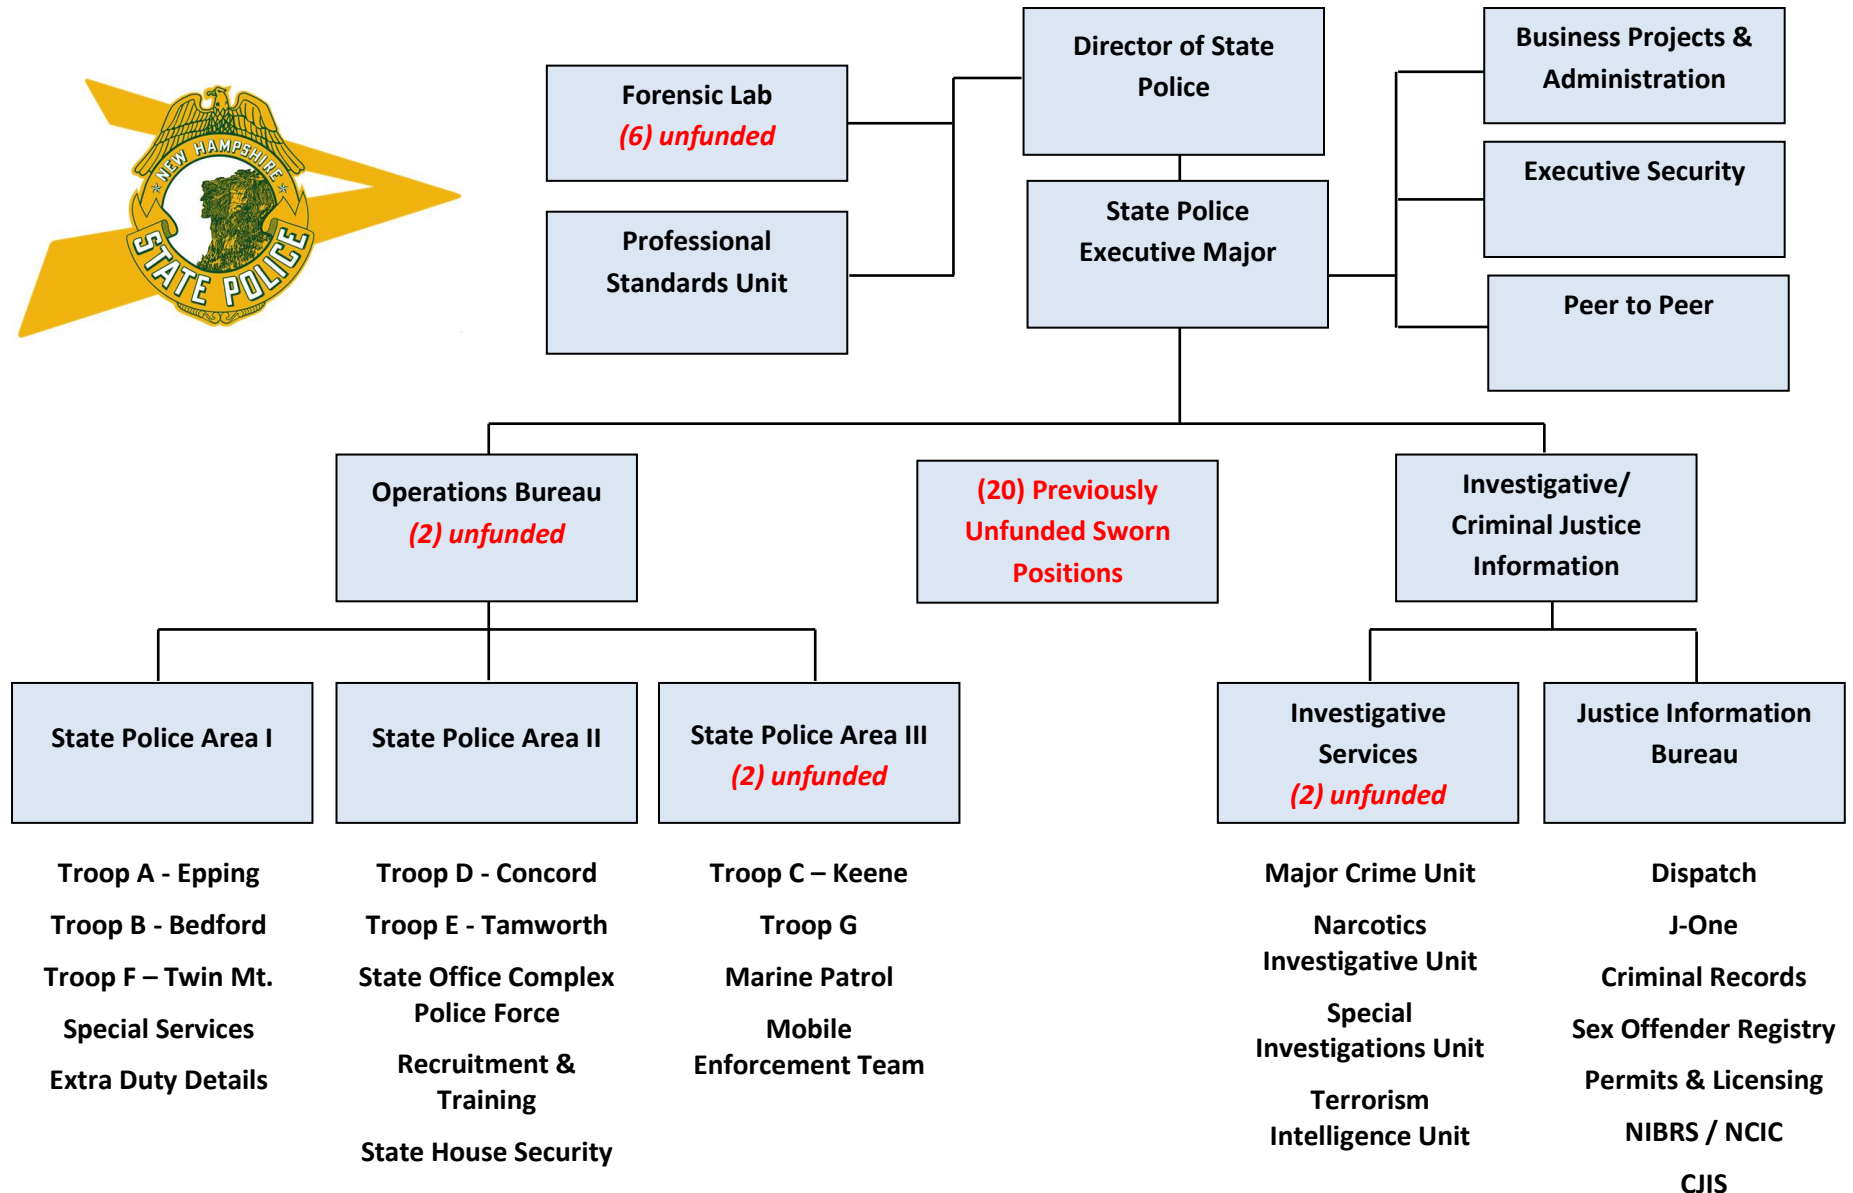 NEW HAMPSHIRE
STATE POLICE
Forensic Lab
(6) unfunded
Professional
Standards Unit
Director of State
Police
State Police
Executive Major
Business Projects &
Administration
Executive Security
Peer to Peer
Operations Bureau
(2) unfunded
(20) Previously
Unfunded Sworn
Positions
Investigative/
Criminal Justice
Information
State Police Area I
Troop A - Epping
Troop B - Bedford
Troop F – Twin Mt.
Special Services
Extra Duty Details
State Police Area II
Troop D - Concord
Troop E - Tamworth
State Office Complex
Police Force
Recruitment &
Training
State House Security
State Police Area III
(2) unfunded
Troop C – Keene
Troop G
Marine Patrol
Mobile
Enforcement Team
Investigative
Services
(2) unfunded
Major Crime Unit
Narcotics
Investigative Unit
Special
Investigations Unit
Terrorism
Intelligence Unit
Justice Information
Bureau
Dispatch
J-One
Criminal Records
Sex Offender Registry
Permits & Licensing
NIBRS / NCIC
CJIS